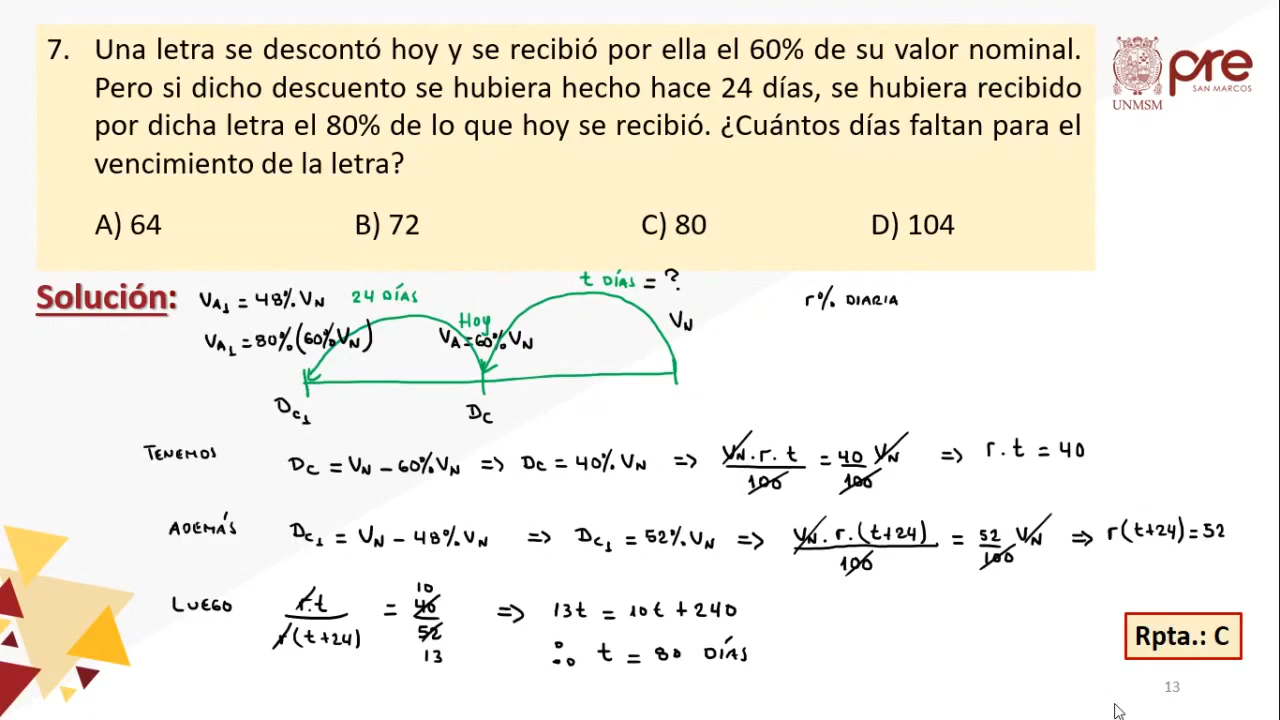 7. Una letra se descontó hoy y se recibió por ella el 60% de su valor nominal.
Pero si dicho descuento se hubiera hecho hace 24 días, se hubiera recibido
por dicha letra el 80% de lo que hoy se recibió. ¿Cuántos días faltan para el
vencimiento de la letra?
A) 64 B) 72 C) 80 D) 104
UNMSM
pre
SAN MARCOS
Solución:
VA1 = 48% VN 24 DÍAS
t DÍAS = ?
r% DIARIA
VA1 = 80%(60%VN)
Hoy
VA=60% VN
VN
DC1 DC
TENEMOS DC = VN - 60%VN => DC = 40%.VN => VN.r.t/100 = 40/100 VN => r.t = 40
ADEMÁS DC1 = VN - 48%.VN => DC1 = 52%.VN => VN.r.(t+24)/100 = 52/100 VN => r(t+24)=52
LUEGO r.t/r(t+24) = 40/52 10 13 => 13t = 10t + 240
∴ t = 80 DÍAS
Rpta.: C
13